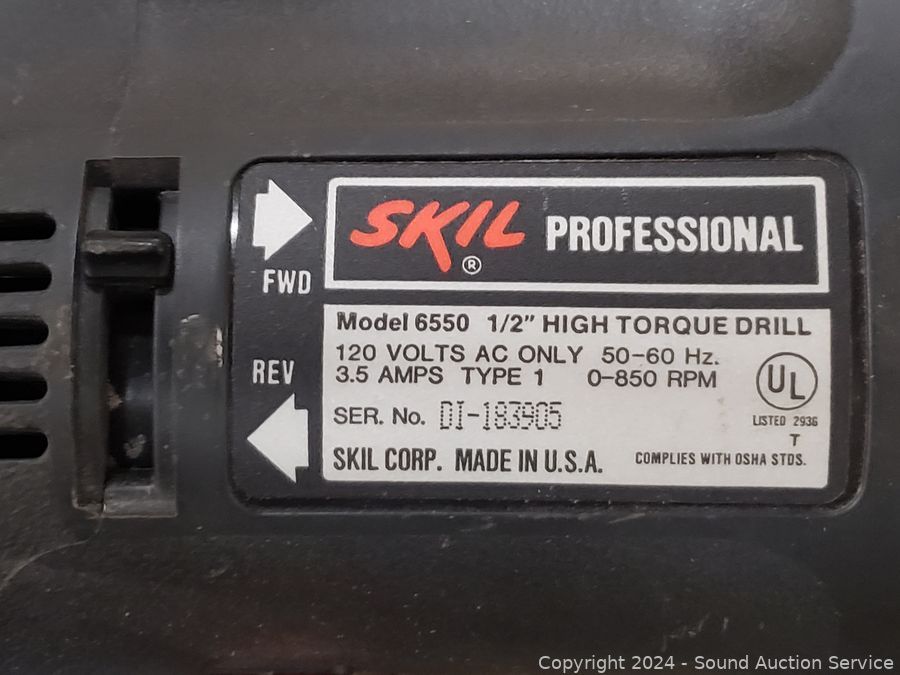 FWD
REV
SKIL® PROFESSIONAL
Model 6550 1/2" HIGH TORQUE DRILL
120 VOLTS AC ONLY 50-60 Hz.
3.5 AMPS TYPE 1 0-850 RPM
SER. No. DI-183905
UL
LISTED 293G
T
SKIL CORP. MADE IN U.S.A. COMPLIES WITH OSHA STDS.
Copyright 2024 - Sound Auction Service